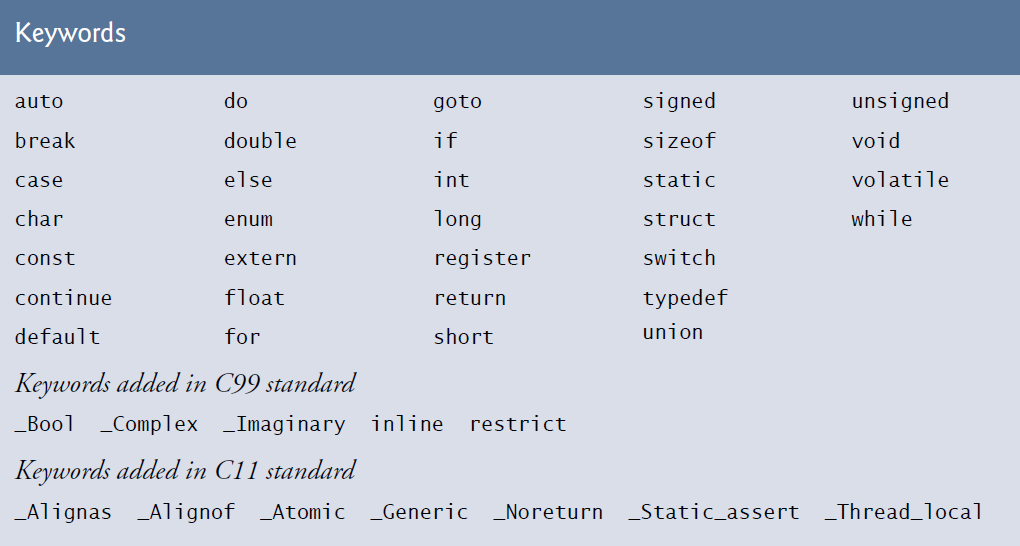 Keywords
auto do goto signed unsigned
break double if sizeof void
case else int static volatile
char enum long struct while
const extern register switch
continue float return typedef
default for short union
Keywords added in C99 standard
_Bool _Complex _Imaginary inline restrict
Keywords added in C11 standard
_Alignas _Alignof _Atomic _Generic _Noreturn _Static_assert _Thread_local